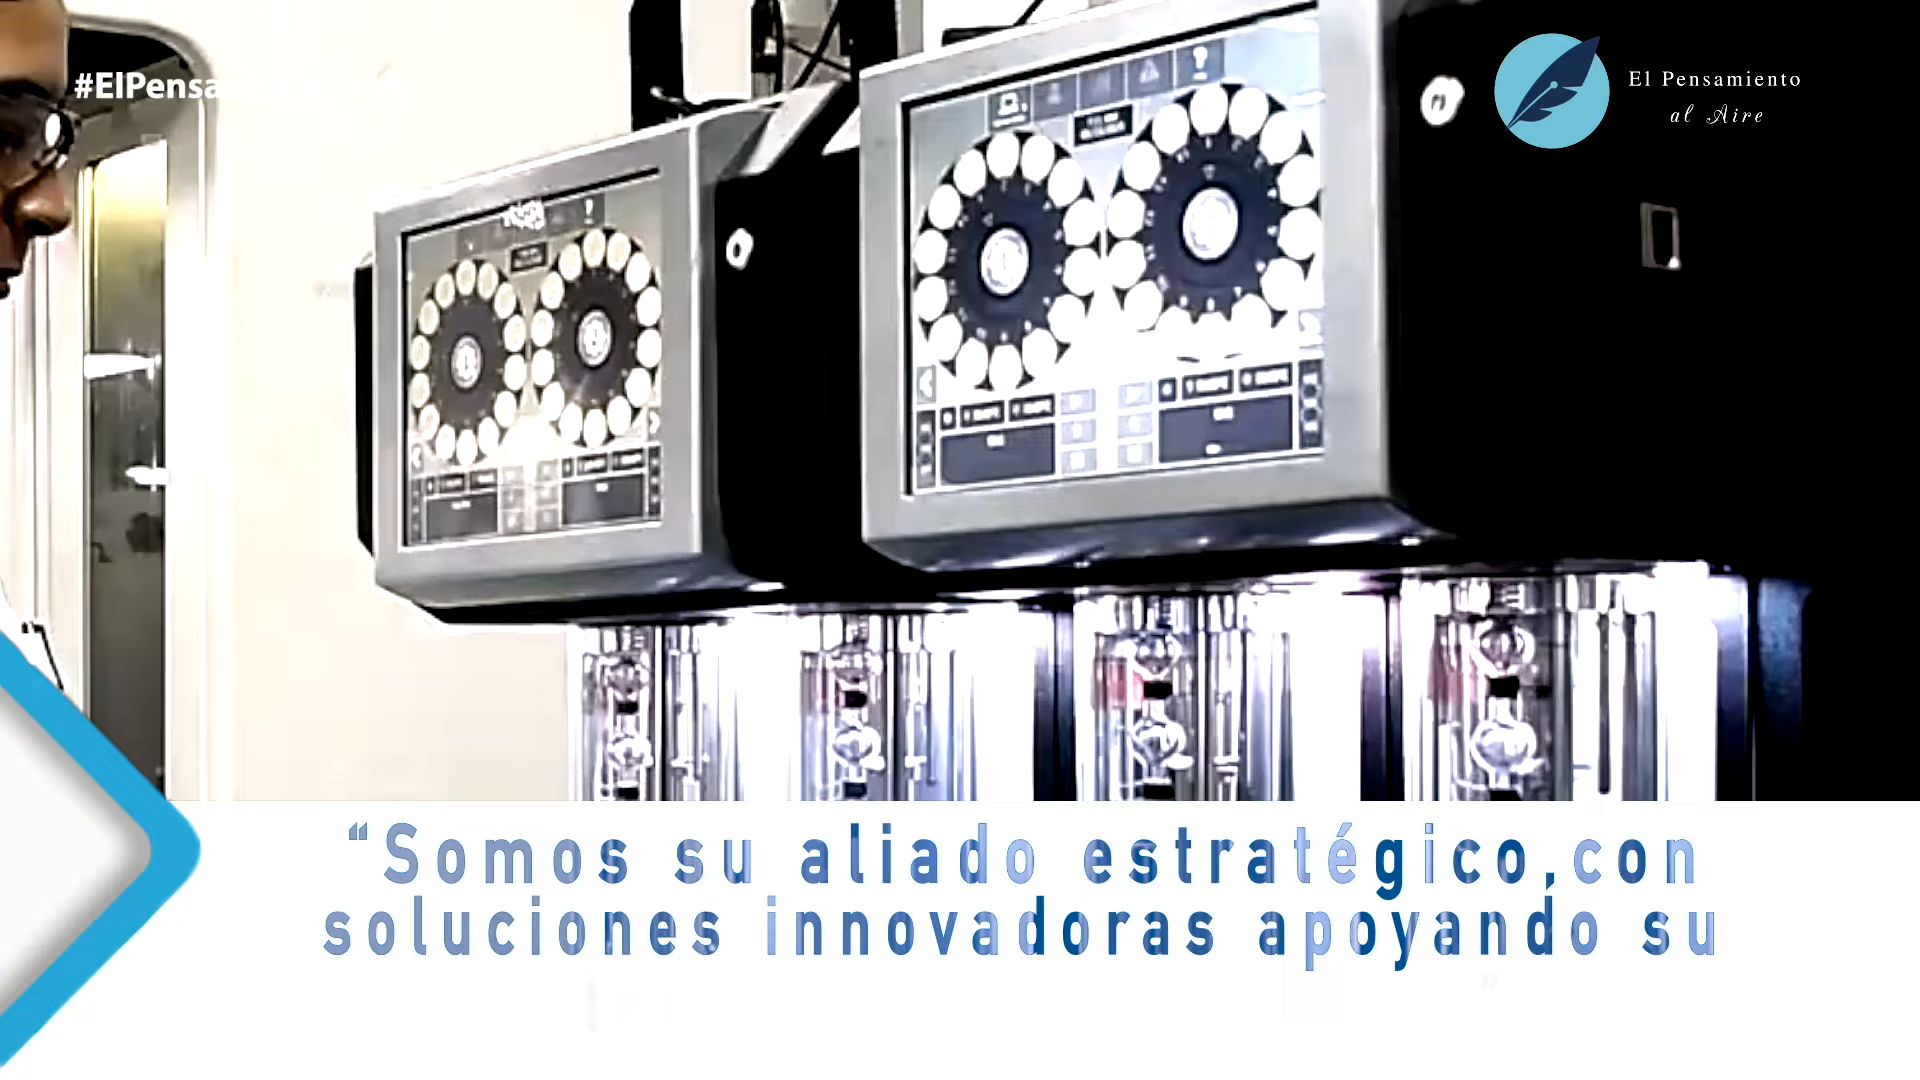 #ElPensa
El Pensamiento
al Aire
“Somos su aliado estratégico,con
soluciones innovadoras apoyando su